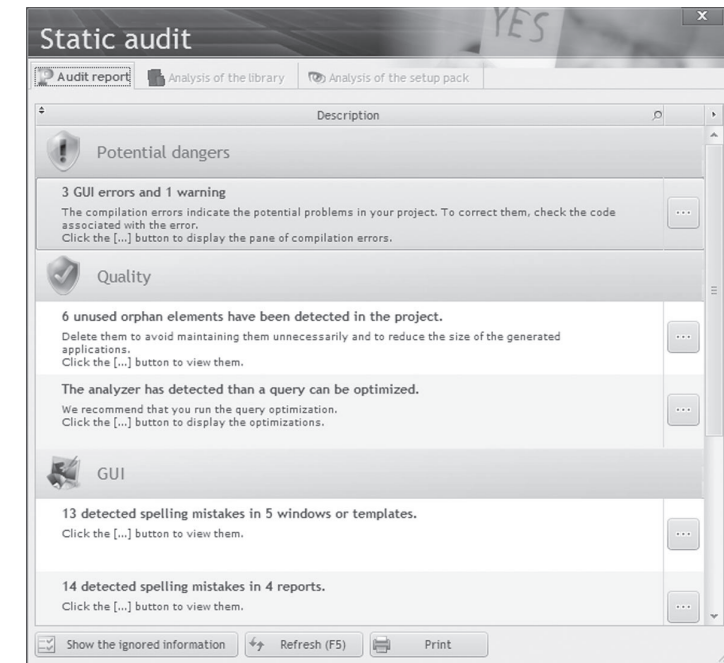 YES
Static audit
x
Audit report Analysis of the library Analysis of the setup pack
Description
Potential dangers
3 GUI errors and 1 warning
The compilation errors indicate the potential problems in your project. To correct them, check the code
associated with the error.
Click the [...] button to display the pane of compilation errors.
...
Quality
6 unused orphan elements have been detected in the project.
Delete them to avoid maintaining them unnecessarily and to reduce the size of the generated
applications.
Click the [...] button to view them.
...
The analyzer has detected than a query can be optimized.
We recommend that you run the query optimization.
Click the [...] button to display the optimizations.
...
GUI
13 detected spelling mistakes in 5 windows or templates.
Click the [...] button to view them.
...
14 detected spelling mistakes in 4 reports.
Click the [...] button to view them.
...
Show the ignored information Refresh (F5) Print